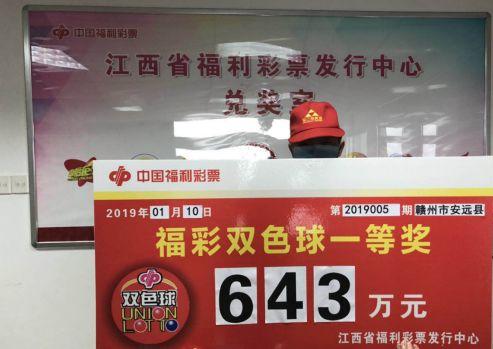 中国福利彩票
江西省福利彩票发行中心
兑奖室
中国福利彩票
2019年01月10日
第2019005期 赣州市安远县
福彩双色球一等奖
双色球
UNION
LOTTO
643万元
江西省福利彩票发行中心